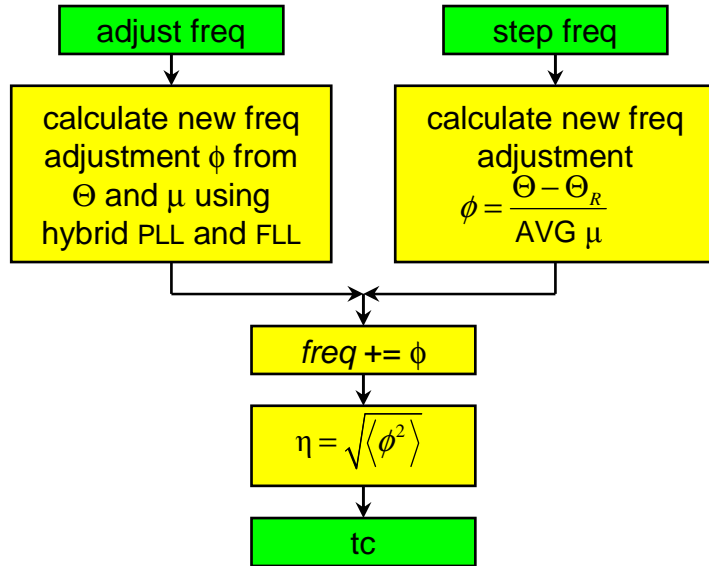 adjust freq
calculate new freq
adjustment ϕ from
Θ and μ using
hybrid PLL and FLL
step freq
calculate new freq
adjustment
ϕ = (Θ − Θ_R) / (AVG μ)
freq += ϕ
η = √⟨ϕ²⟩
tc